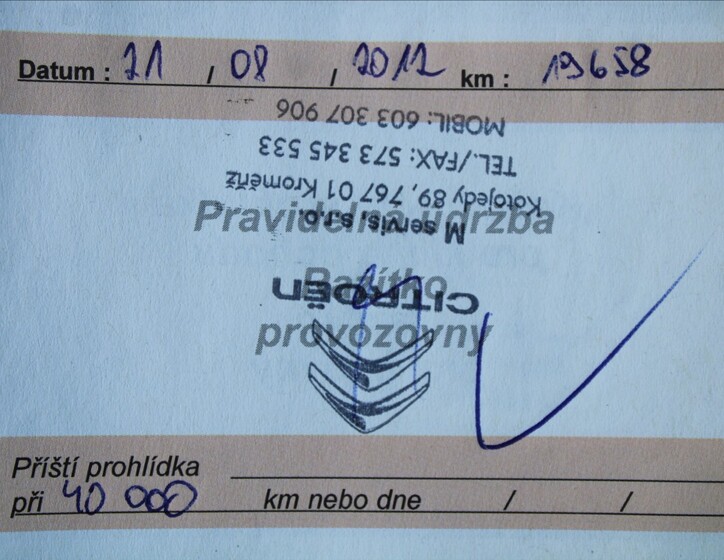 Datum : 21 / 08 / 2012 km : 19658
MOBIL: 603 307 906
TEL./FAX: 573 345 533
Kotojedy 89, 767 01 Kroměříž
M servis, s.r.o.
Pravidelná údržba
Razítko
CITROËN
provozovny
Příští prohlídka
při 40 000 km nebo dne / /